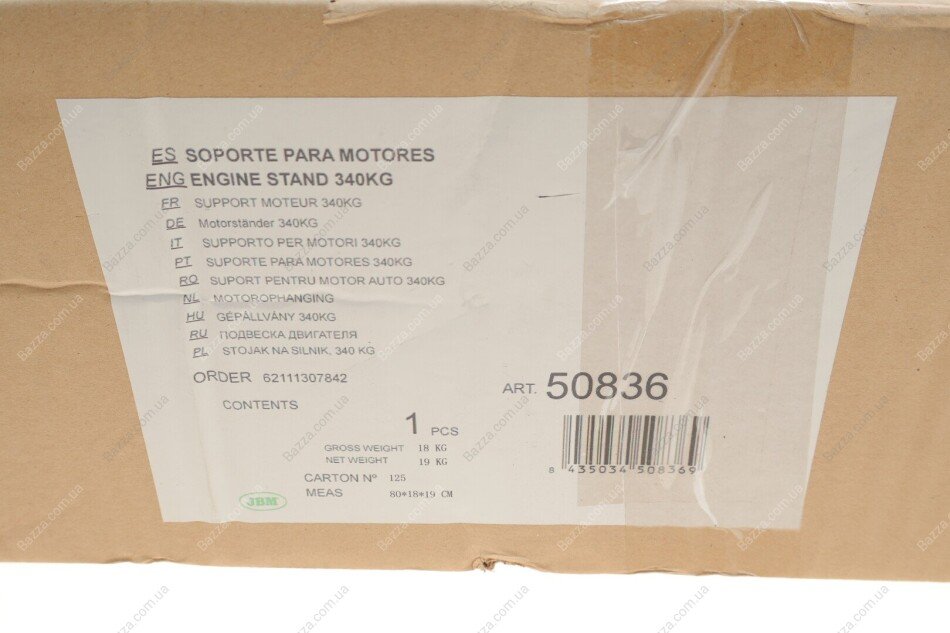 ES SOPORTE PARA MOTORES
ENG ENGINE STAND 340KG
FR SUPPORT MOTEUR 340KG
DE Motorständer 340KG
IT SUPPORTO PER MOTORI 340KG
PT SUPORTE PARA MOTORES 340KG
RO SUPORT PENTRU MOTOR AUTO 340KG
NL MOTOROPHANGING
HU GÉPÁLLVÁNY 340KG
RU ПОДВЕСКА ДВИГАТЕЛЯ
PL STOJAK NA SILNIK, 340 KG
ORDER 62111307842
ART. 50836
CONTENTS
1 PCS
GROSS WEIGHT 18 KG
NET WEIGHT 19 KG
8 435034 508369
CARTON Nº 125
MEAS 80*18*19 CM
JBM
Bazza.com.ua